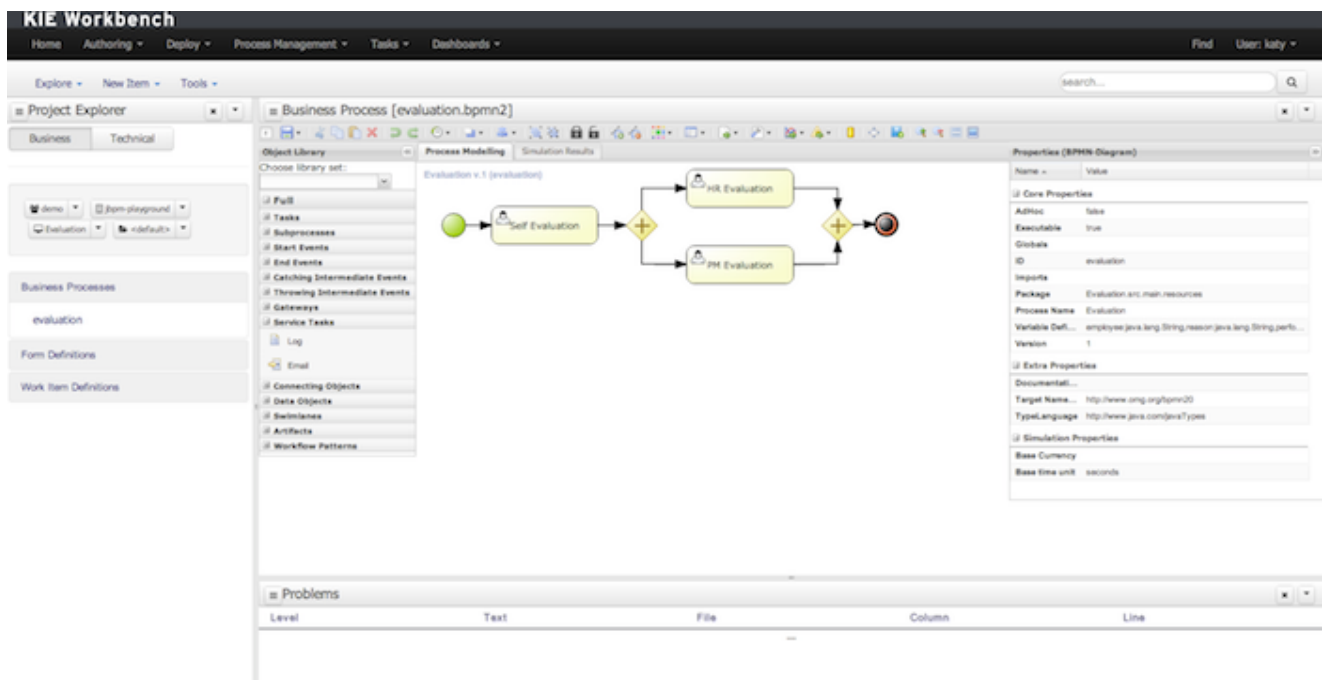 KIE Workbench
Home Authoring Deploy Process Management Tasks Dashboards Find User: katy
Explore New Item Tools search...
Project Explorer
Business Technical
demo jbpm-playground
Evaluation <default>
Business Processes
evaluation
Form Definitions
Work Item Definitions
Business Process [evaluation.bpmn2]
Object Library
Choose library set:
Full
Tasks
Subprocesses
Start Events
End Events
Catching Intermediate Events
Throwing Intermediate Events
Gateways
Service Tasks
Log
Email
Connecting Objects
Data Objects
Swimlanes
Artifacts
Workflow Patterns
Process Modelling Simulation Results
Evaluation v.1 (evaluation)
Self Evaluation
HR Evaluation
PM Evaluation
Properties (BPMN-Diagram)
Name Value
Core Properties
AdHoc false
Executable true
Globals
ID evaluation
Imports
Package Evaluation.src.main.resources
Process Name Evaluation
Variable Defi... employee:java.lang.String,reason:java.lang.String,perfo...
Version 1
Extra Properties
Documentati...
Target Name... http://www.omg.org/bpmn20
TypeLanguage http://www.java.com/javaTypes
Simulation Properties
Base Currency
Base time unit seconds
Problems
Level Text File Column Line